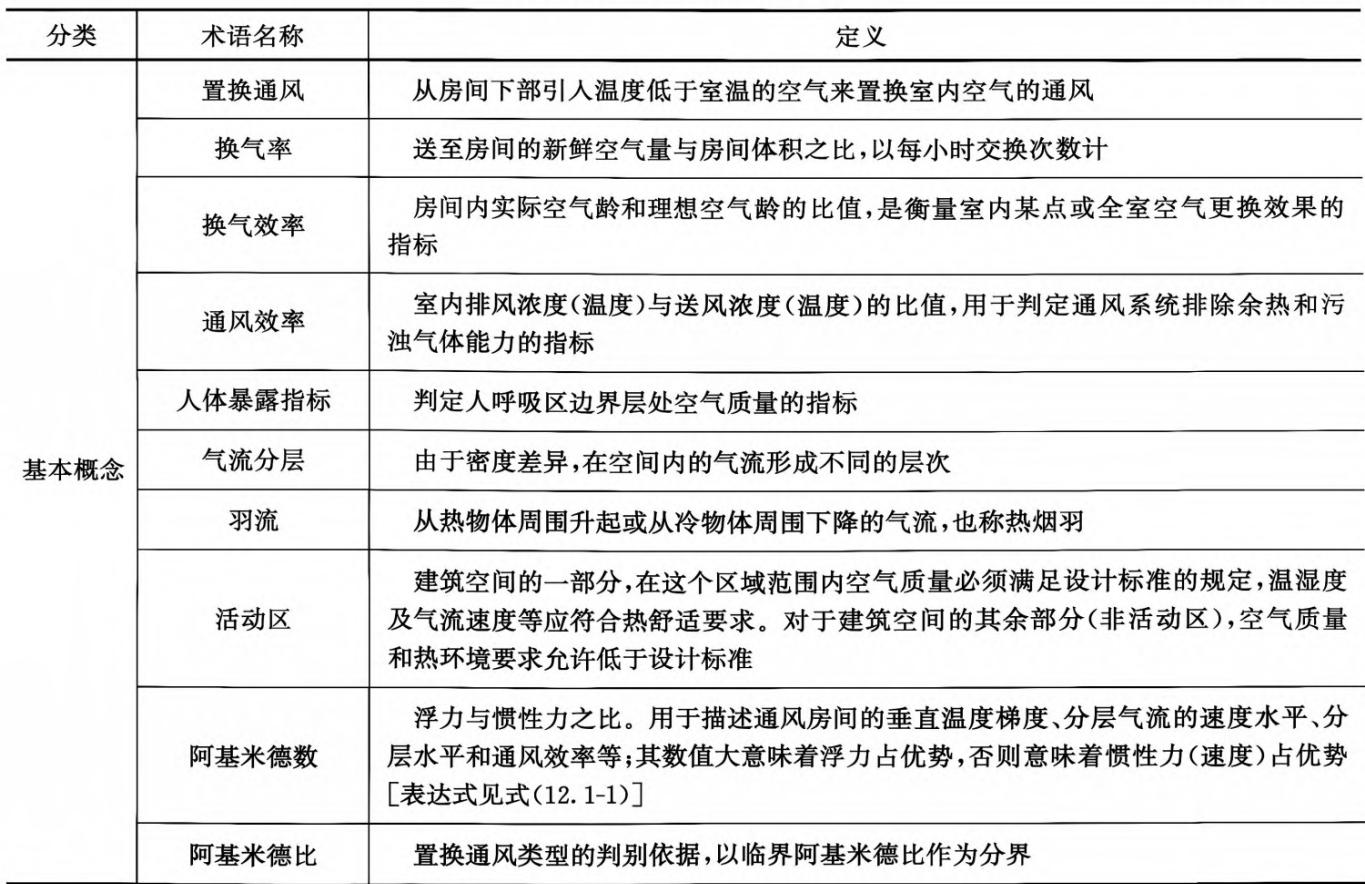 分类 术语名称 定义
置换通风 从房间下部引入温度低于室温的空气来置换室内空气的通风
换气率 送至房间的新鲜空气量与房间体积之比,以每小时交换次数计
换气效率 房间内实际空气龄和理想空气龄的比值,是衡量室内某点或全室空气更换效果的
指标
通风效率 室内排风浓度(温度)与送风浓度(温度)的比值,用于判定通风系统排除余热和污
浊气体能力的指标
人体暴露指标 判定人呼吸区边界层处空气质量的指标
基本概念 气流分层 由于密度差异,在空间内的气流形成不同的层次
羽流 从热物体周围升起或从冷物体周围下降的气流,也称热烟羽
活动区 建筑空间的一部分,在这个区域范围内空气质量必须满足设计标准的规定,温湿度
及气流速度等应符合热舒适要求。对于建筑空间的其余部分(非活动区),空气质量
和热环境要求允许低于设计标准
阿基米德数 浮力与惯性力之比。用于描述通风房间的垂直温度梯度、分层气流的速度水平、分
层水平和通风效率等;其数值大意味着浮力占优势,否则意味着惯性力(速度)占优势
[表达式见式(12.1-1)]
阿基米德比 置换通风类型的判别依据,以临界阿基米德比作为分界